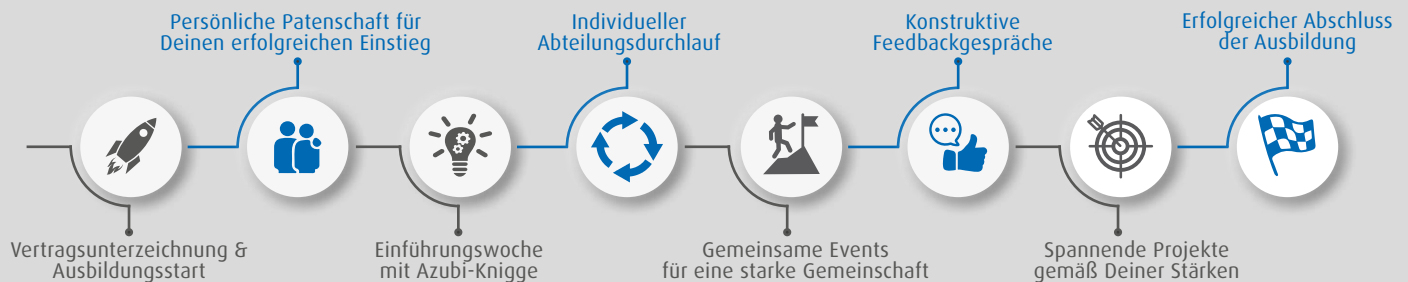 Vertragsunterzeichnung &
Ausbildungsstart
Persönliche Patenschaft für
Deinen erfolgreichen Einstieg
Einführungswoche
mit Azubi-Knigge
Individueller
Abteilungsdurchlauf
Gemeinsame Events
für eine starke Gemeinschaft
Konstruktive
Feedbackgespräche
Spannende Projekte
gemäß Deiner Stärken
Erfolgreicher Abschluss
der Ausbildung